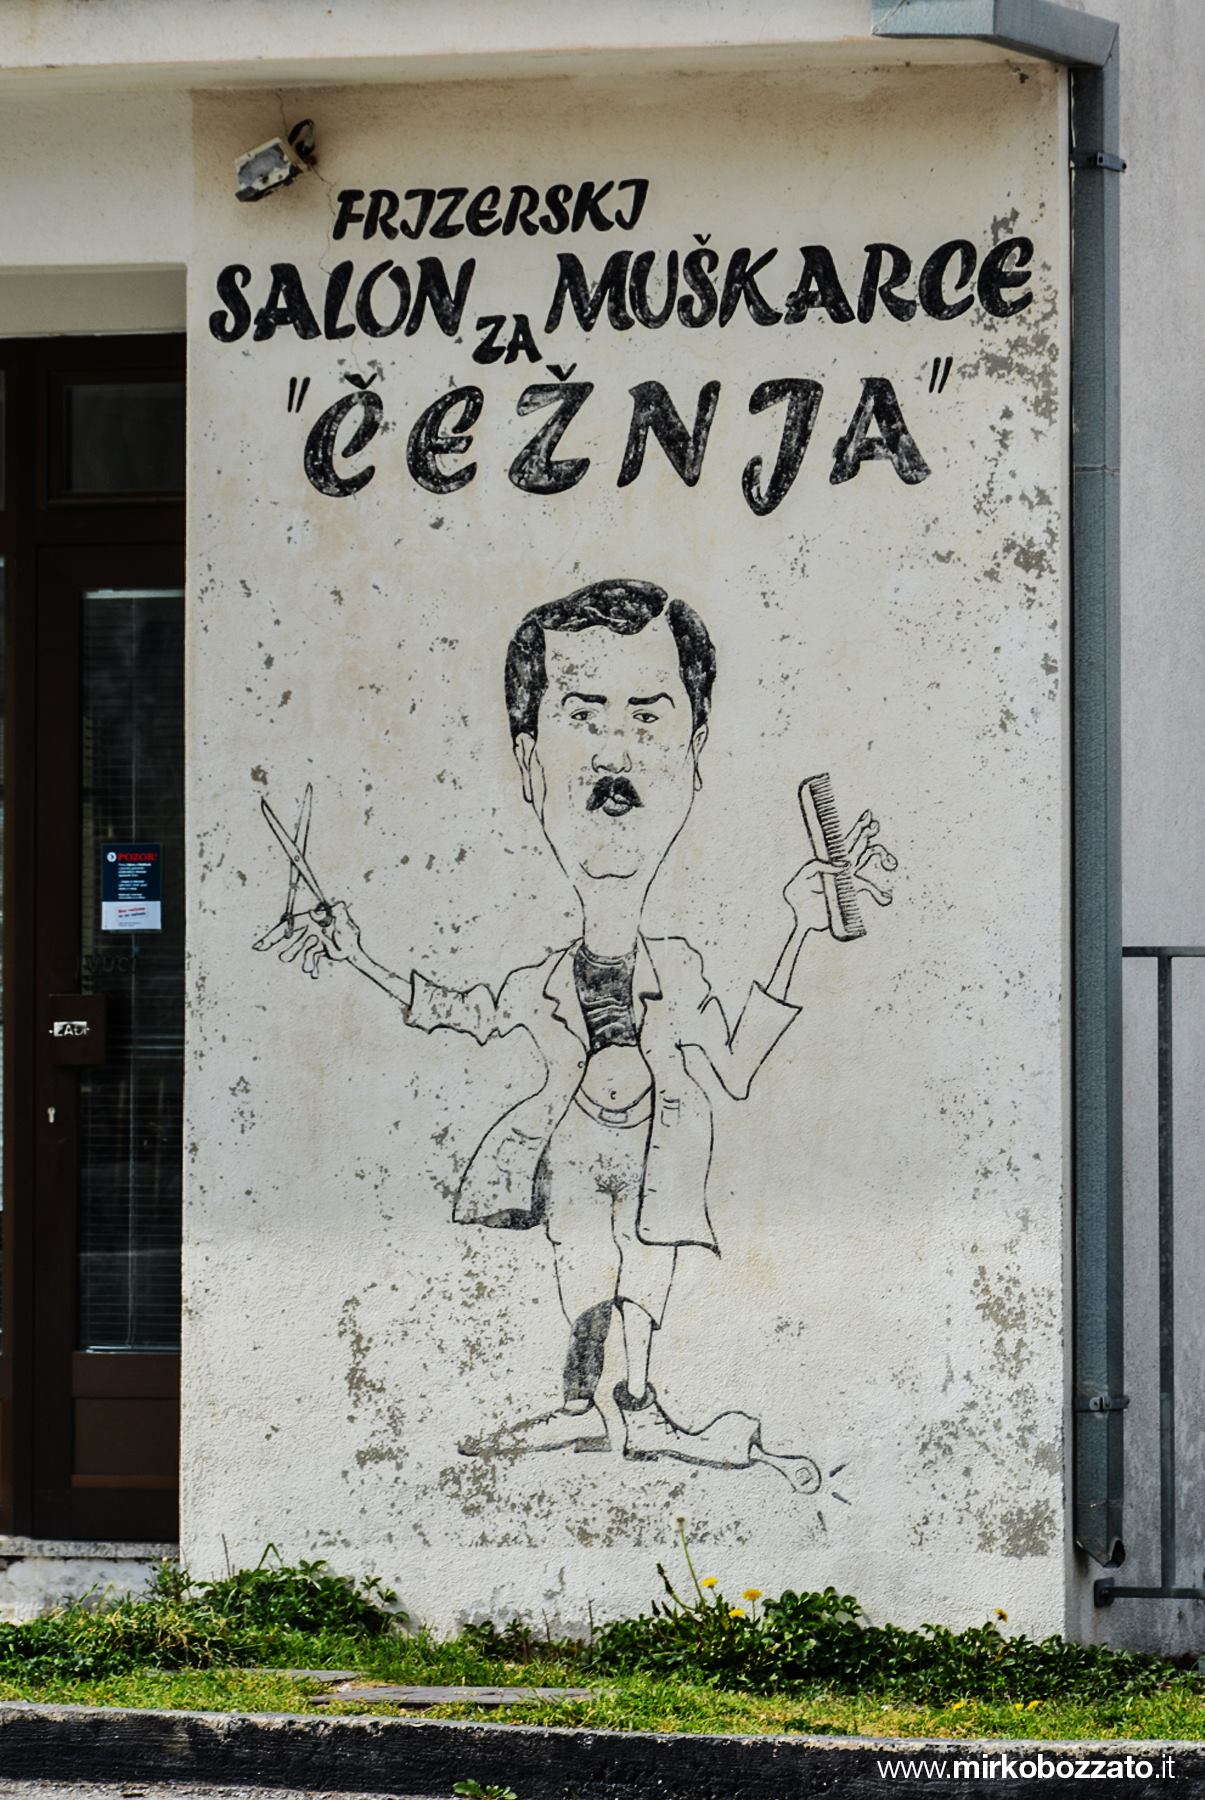 FRIZERSKI
SALON ZA MUŠKARCE
"ČEŽNJA"
POZOR!
www.mirkobozzato.it